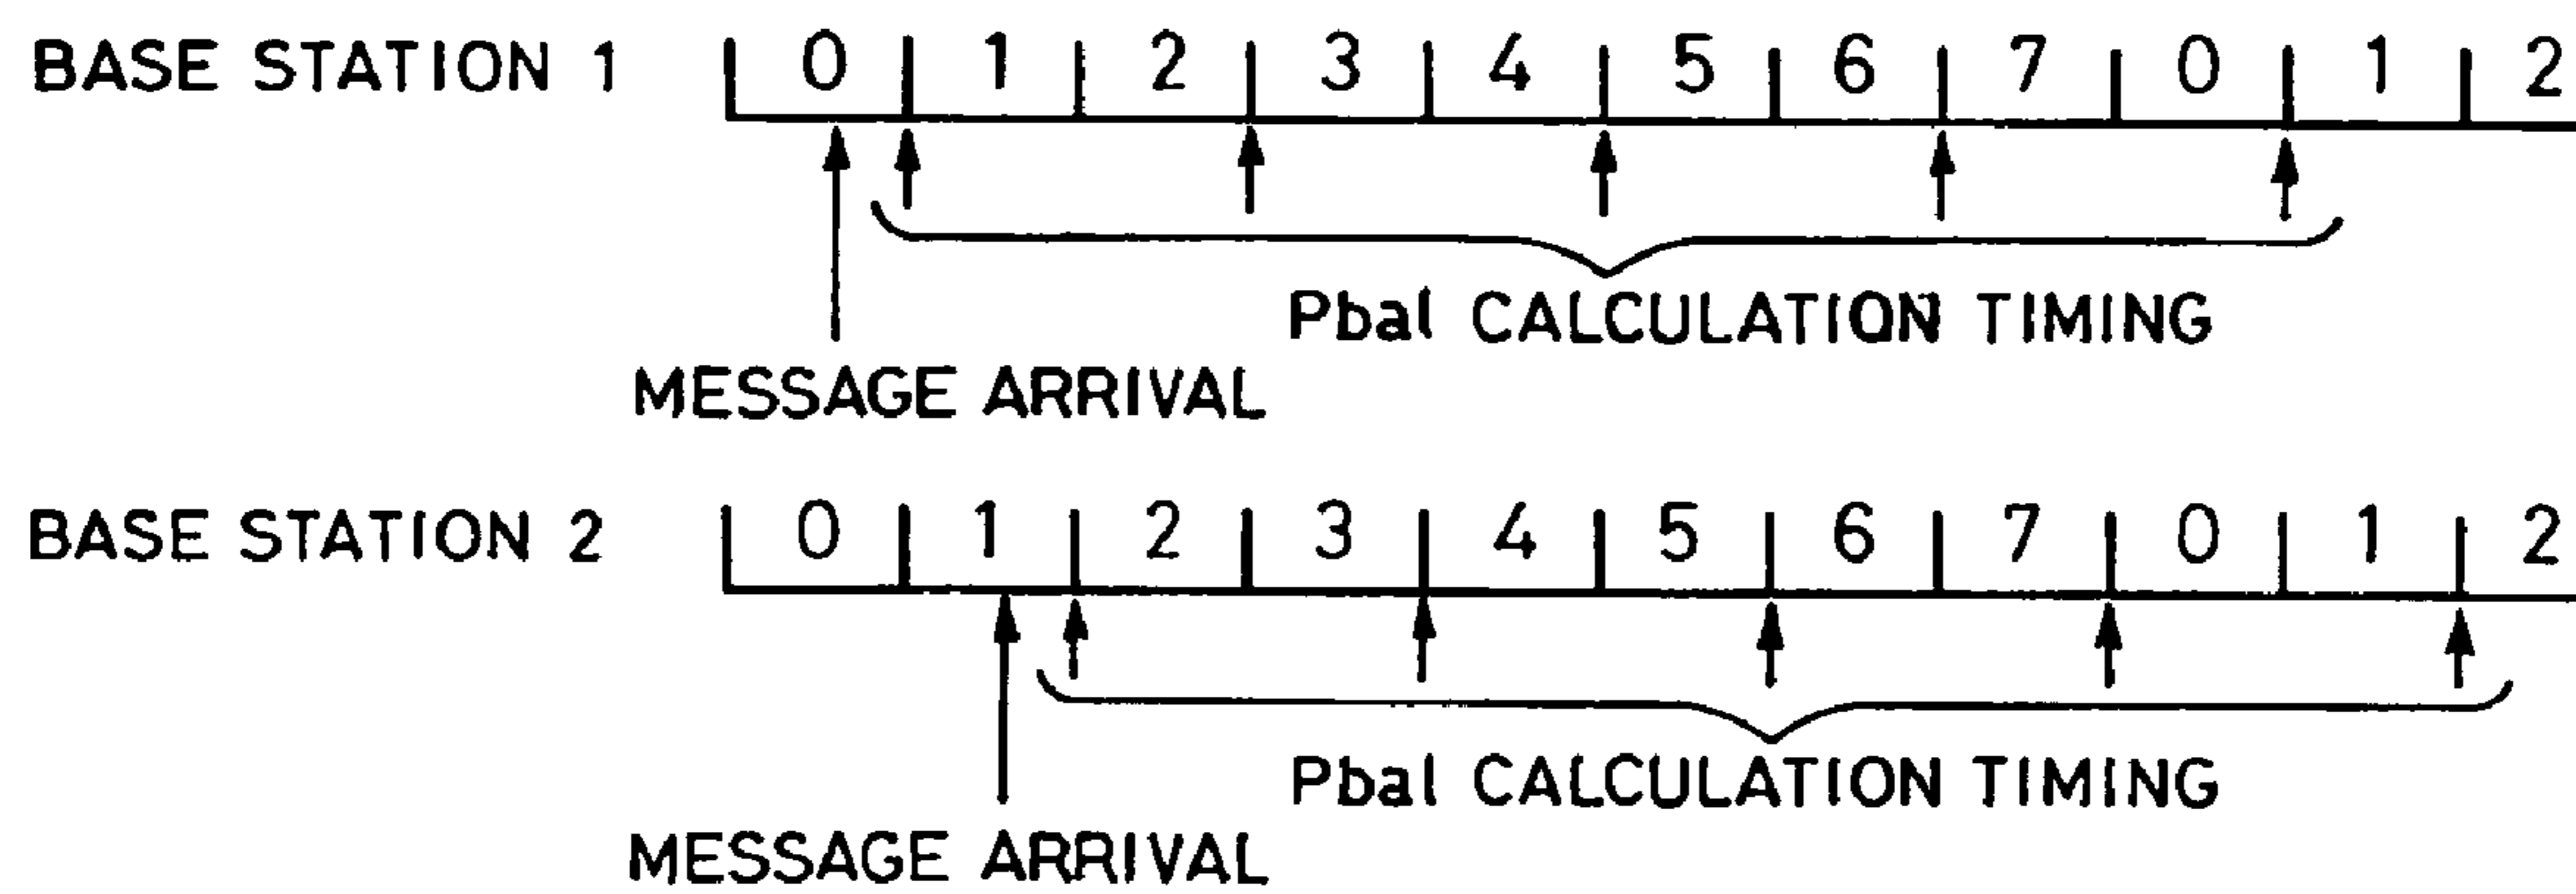 BASE STATION 1 0 1 2 3 4 5 6 7 0 1 2
Pbal CALCULATION TIMING
MESSAGE ARRIVAL
BASE STATION 2 0 1 2 3 4 5 6 7 0 1 2
Pbal CALCULATION TIMING
MESSAGE ARRIVAL